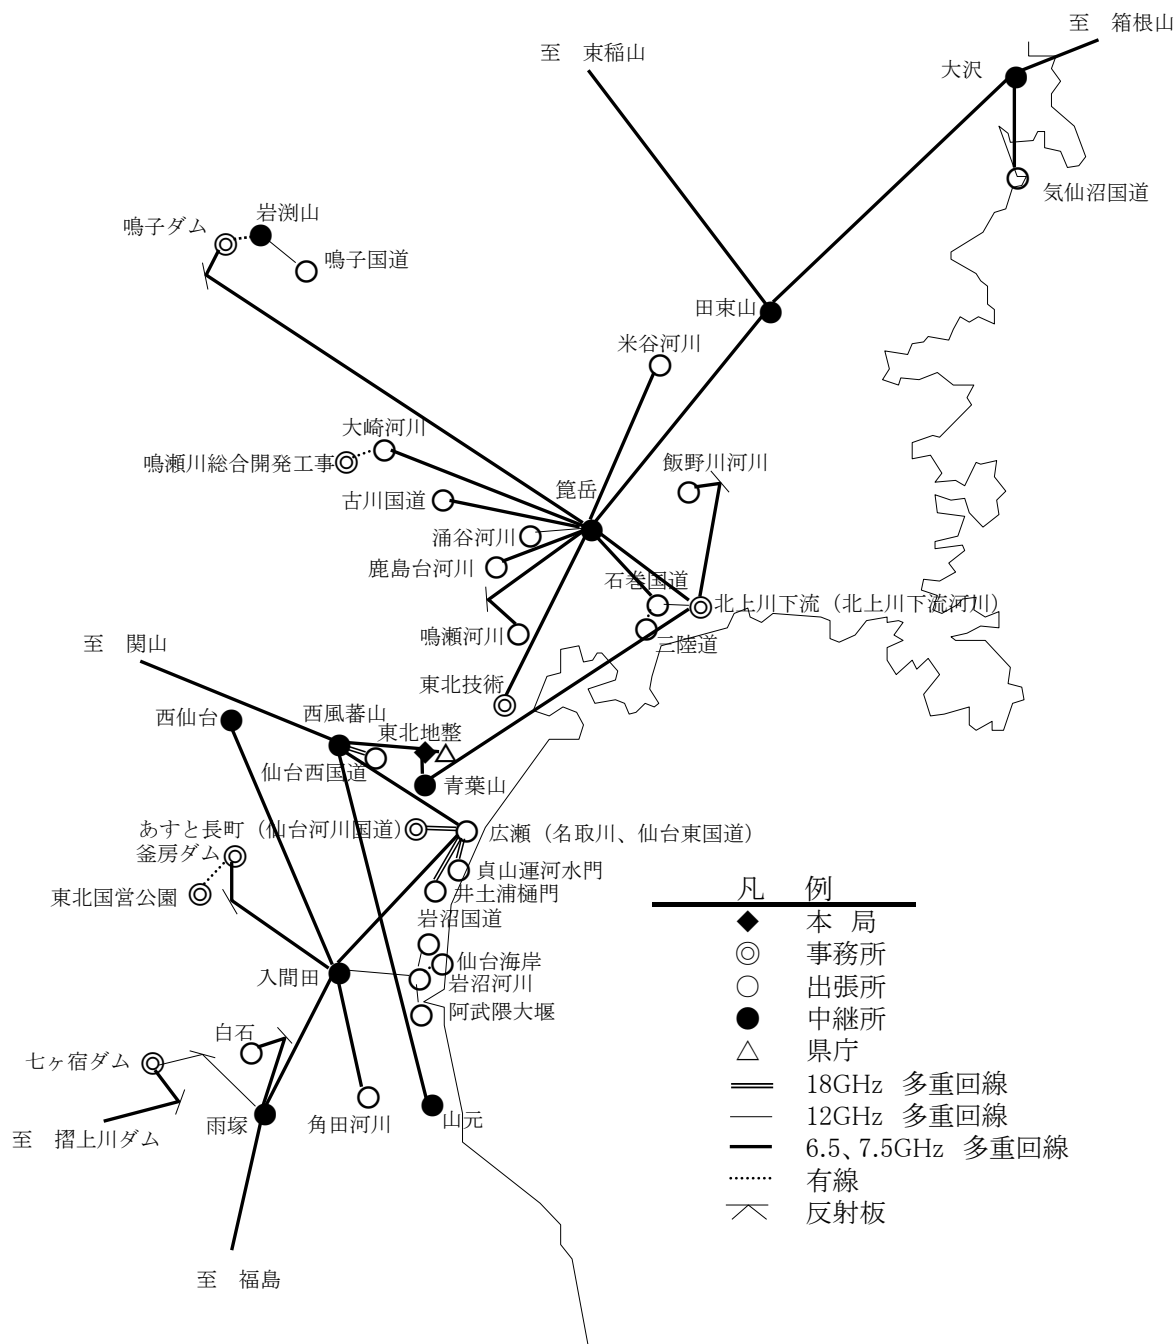 至　箱根山
至　束稲山
大沢
気仙沼国道
岩渕山
鳴子ダム
鳴子国道
田束山
米谷河川
大崎河川
鳴瀬川総合開発工事
飯野川河川
箆岳
古川国道
涌谷河川
鹿島台河川
石巻国道
北上川下流（北上川下流河川）
鳴瀬河川
三陸道
至　関山
東北技術
西仙台
西風蕃山
東北地整
仙台西国道
青葉山
あすと長町（仙台河川国道）
広瀬（名取川、仙台東国道）
釜房ダム
貞山運河水門
東北国営公園
井土浦樋門
岩沼国道
仙台海岸
入間田
岩沼河川
阿武隈大堰
白石
七ヶ宿ダム
雨塚
角田河川
山元
至　摺上川ダム
至　福島
凡　例
本　局
事務所
出張所
中継所
県庁
18GHz　多重回線
12GHz　多重回線
6.5、7.5GHz　多重回線
有線
反射板